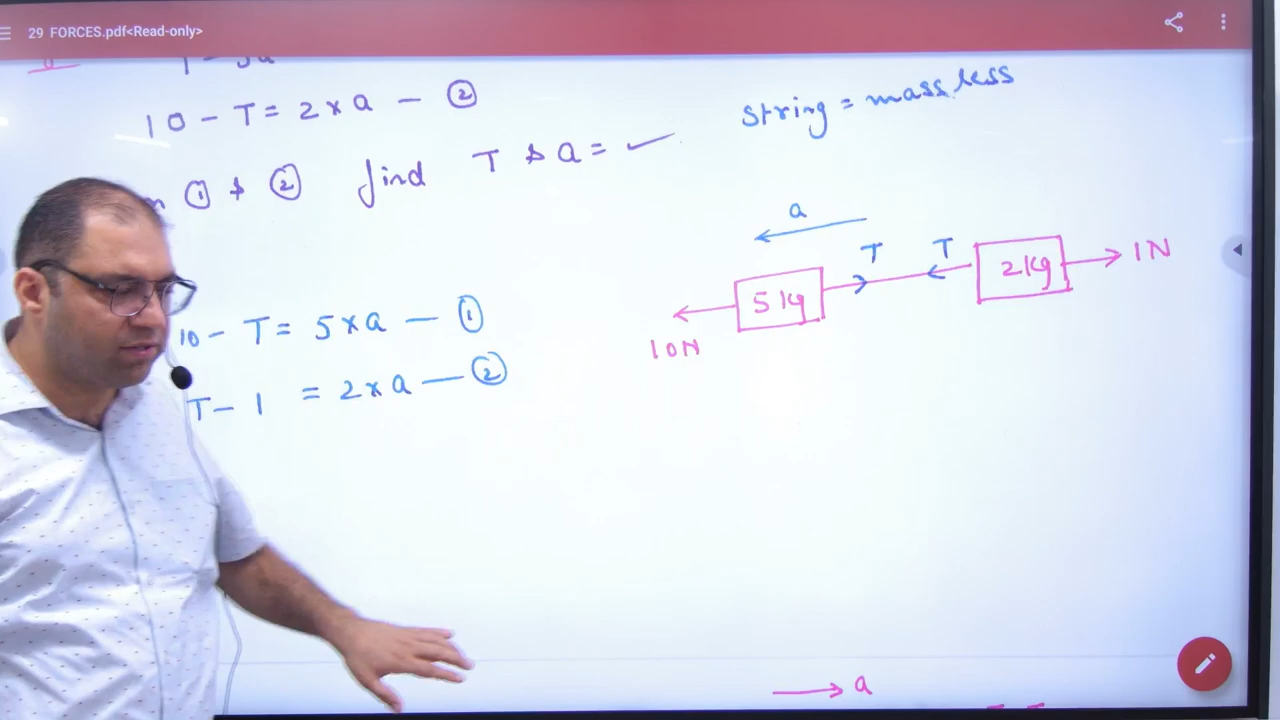 29 FORCES.pdf<Read-only>
10 - T = 2 x a - ②
① & ② find T & a = ✓
String = massless
a
T T
5 kg 2 kg 1N
10N
10 - T = 5 x a - ①
T - 1 = 2 x a - ②
a